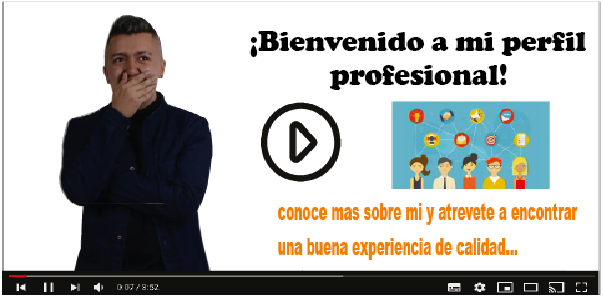 ¡Bienvenido a mi perfil
profesional!
conoce mas sobre mi y atrevete a encontrar
una buena experiencia de calidad...
0:07 / 8:52